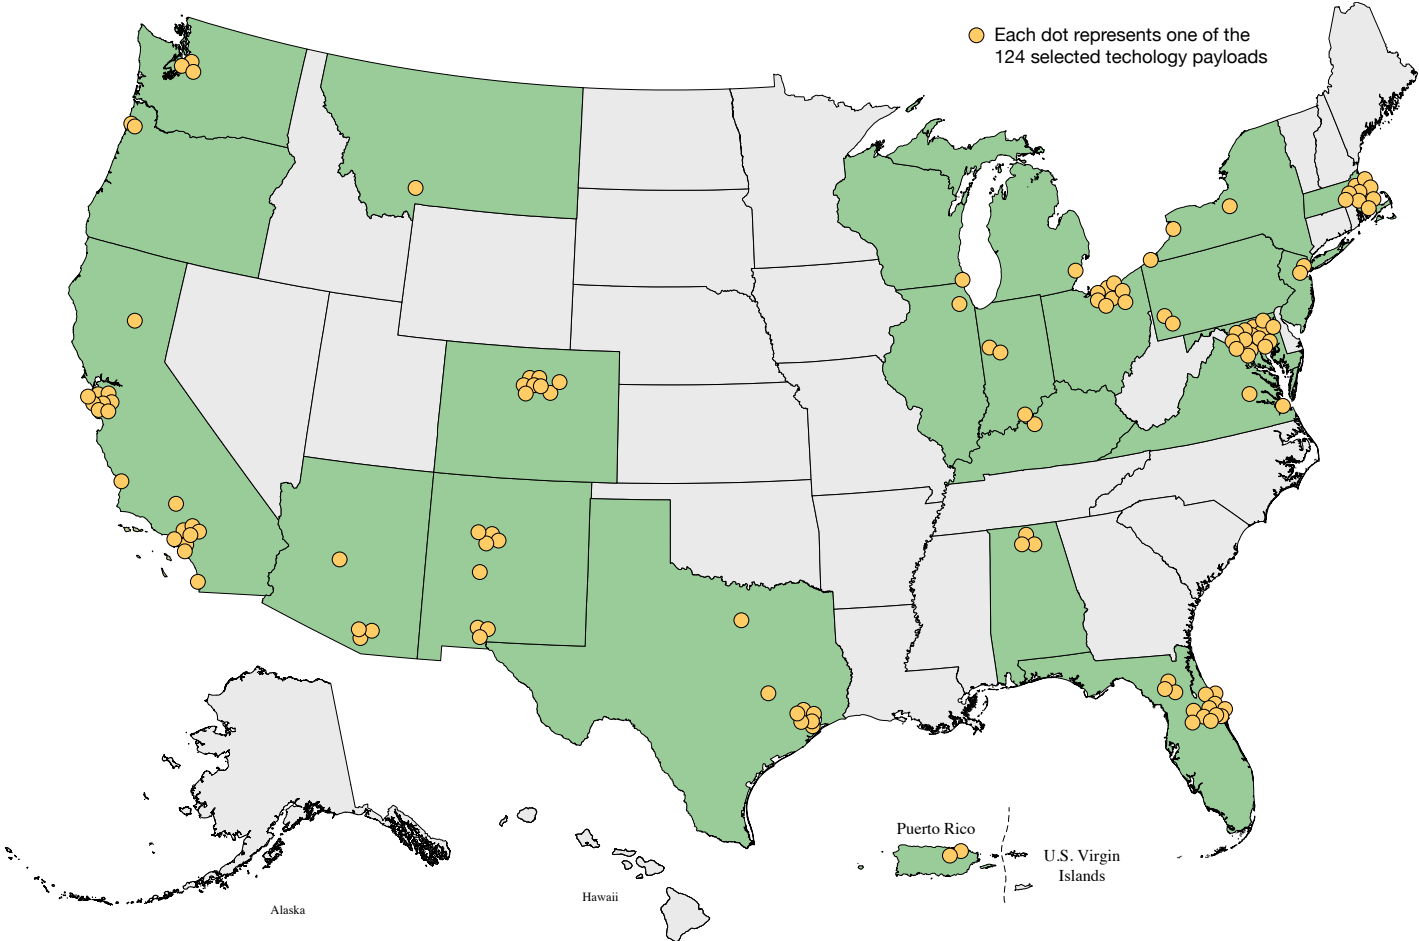 Each dot represents one of the
124 selected techology payloads
Puerto Rico
U.S. Virgin
Islands
Hawaii
Alaska